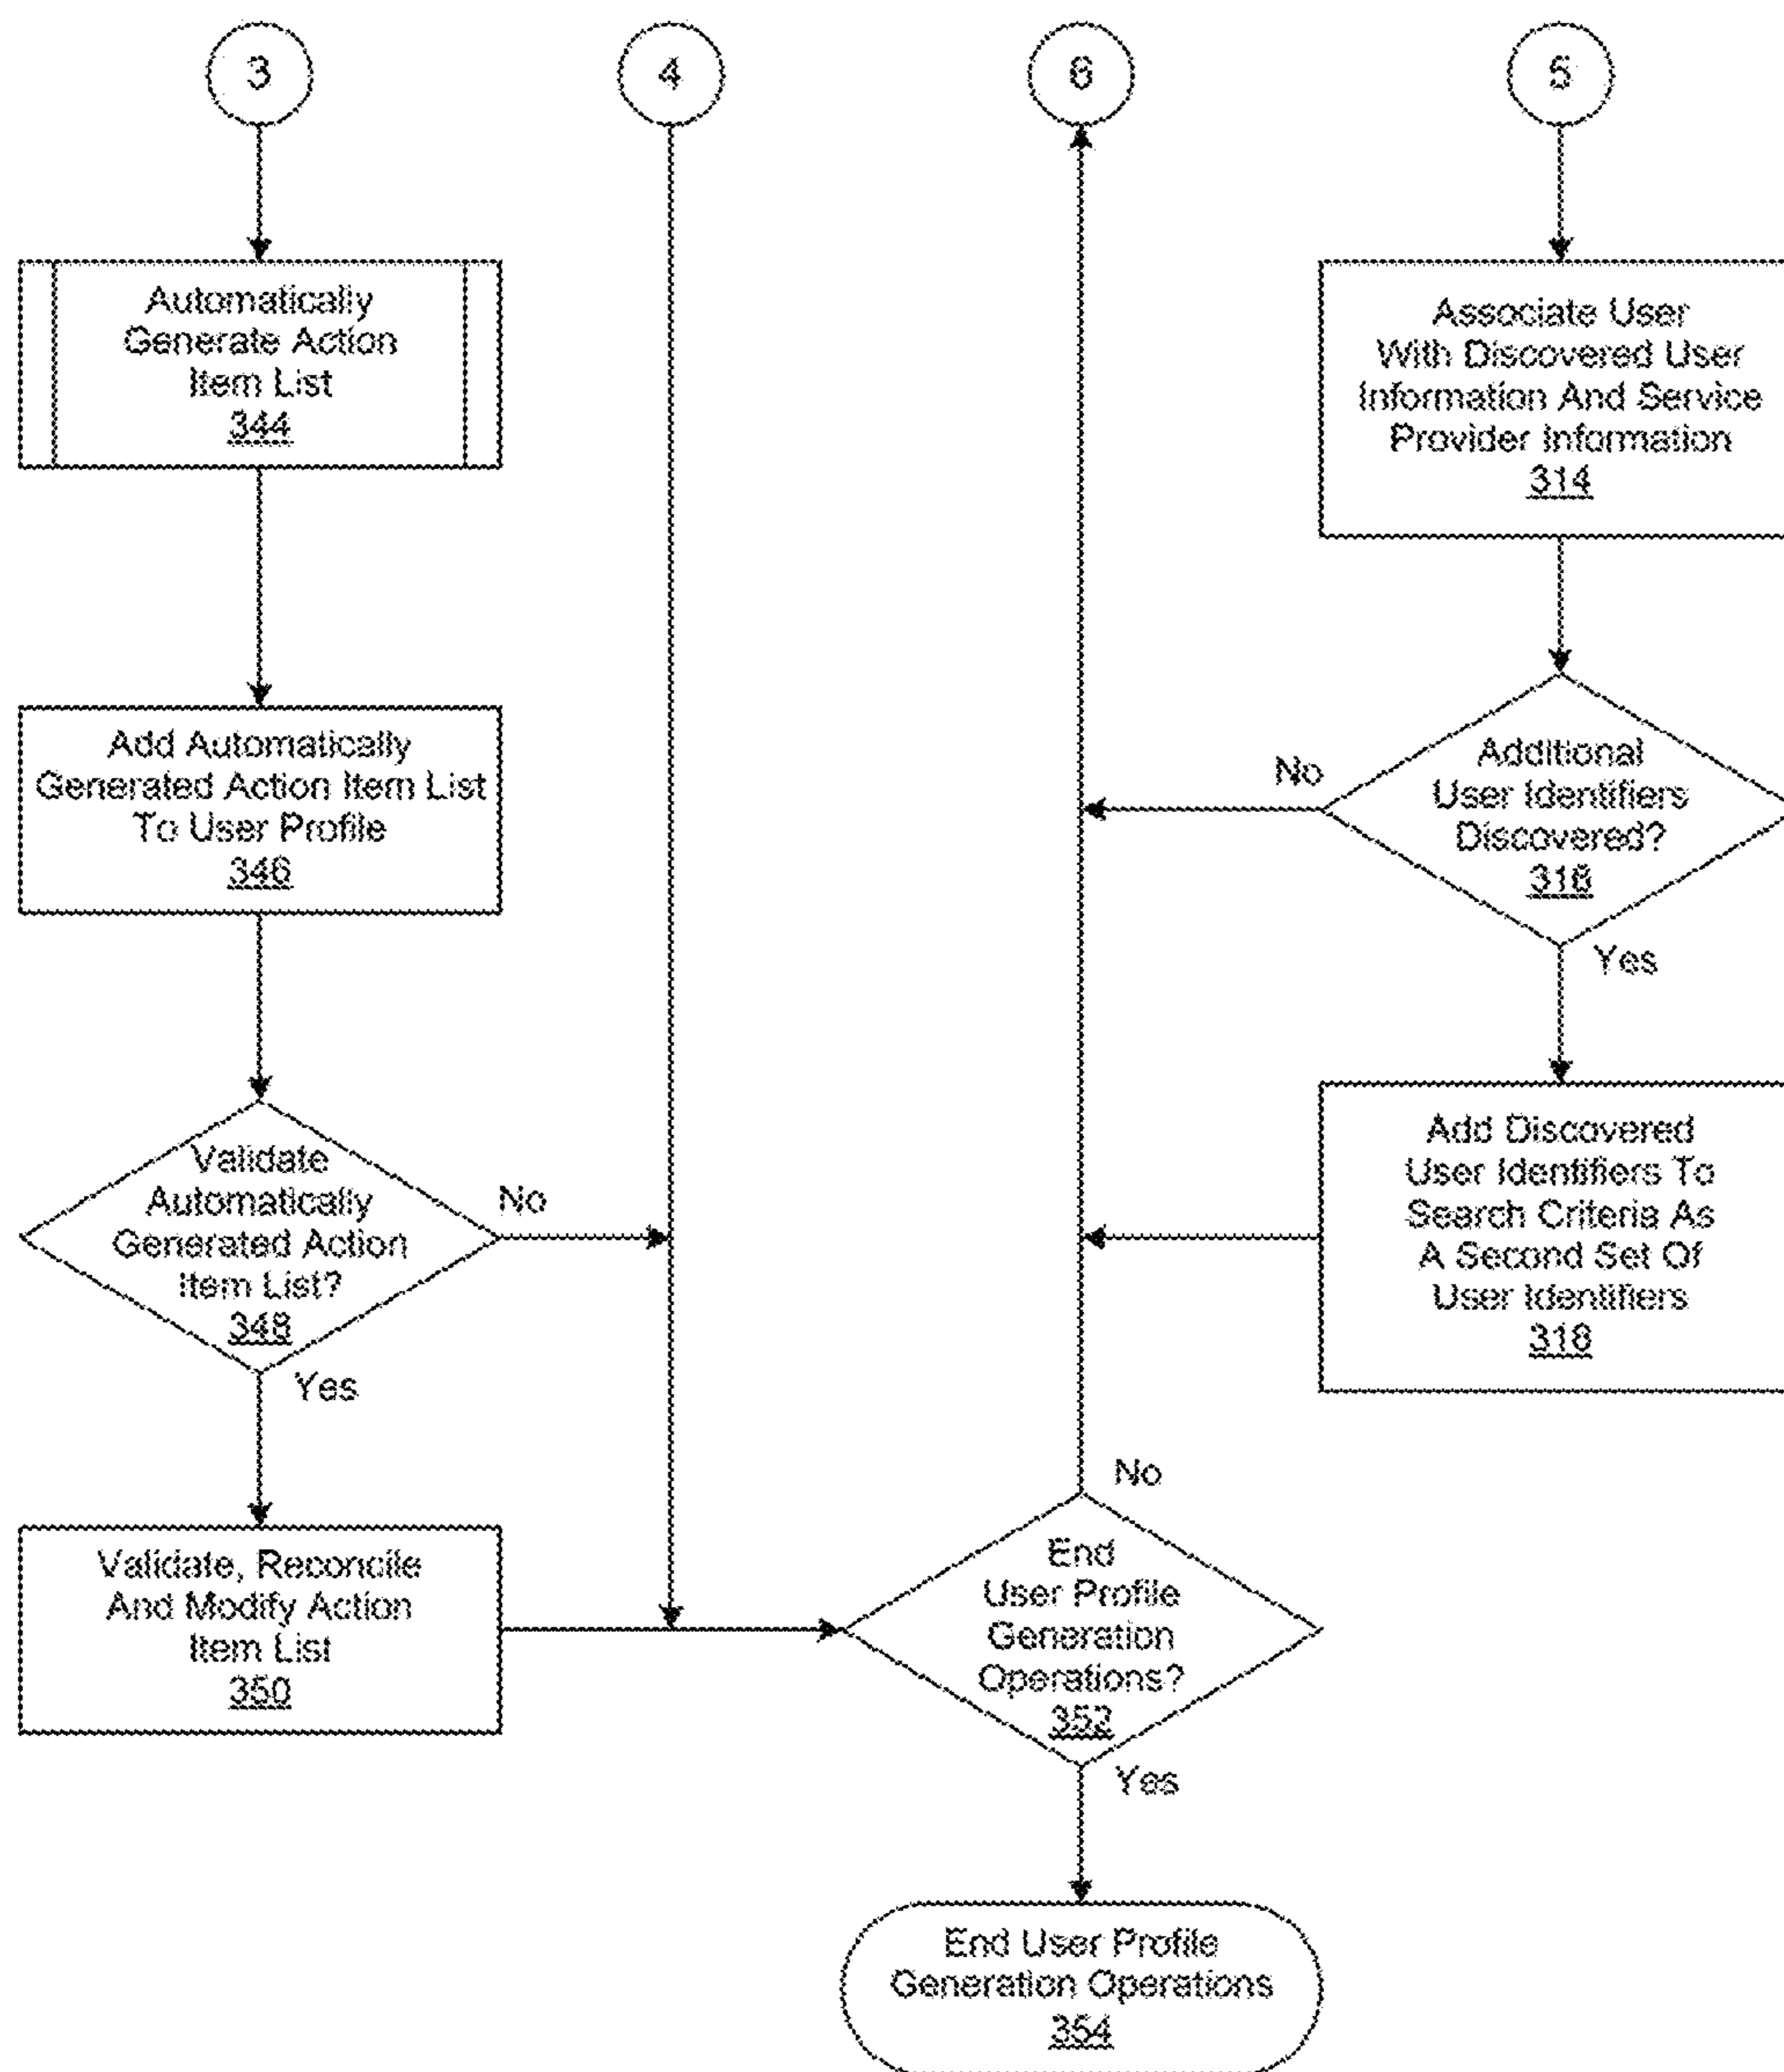 3
4
6
5
Automatically
Generate Action
Item List
344
Add Automatically
Generated Action Item List
To User Profile
346
Validate
Automatically
Generated Action
Item List?
348
No
Yes
Validate, Reconcile
And Modify Action
Item List
350
Associate User
With Discovered User
Information And Service
Provider Information
314
Additional
User Identifiers
Discovered?
316
No
Yes
Add Discovered
User Identifiers To
Search Criteria As
A Second Set Of
User Identifiers
318
No
End
User Profile
Generation
Operations?
352
Yes
End User Profile
Generation Operations
354